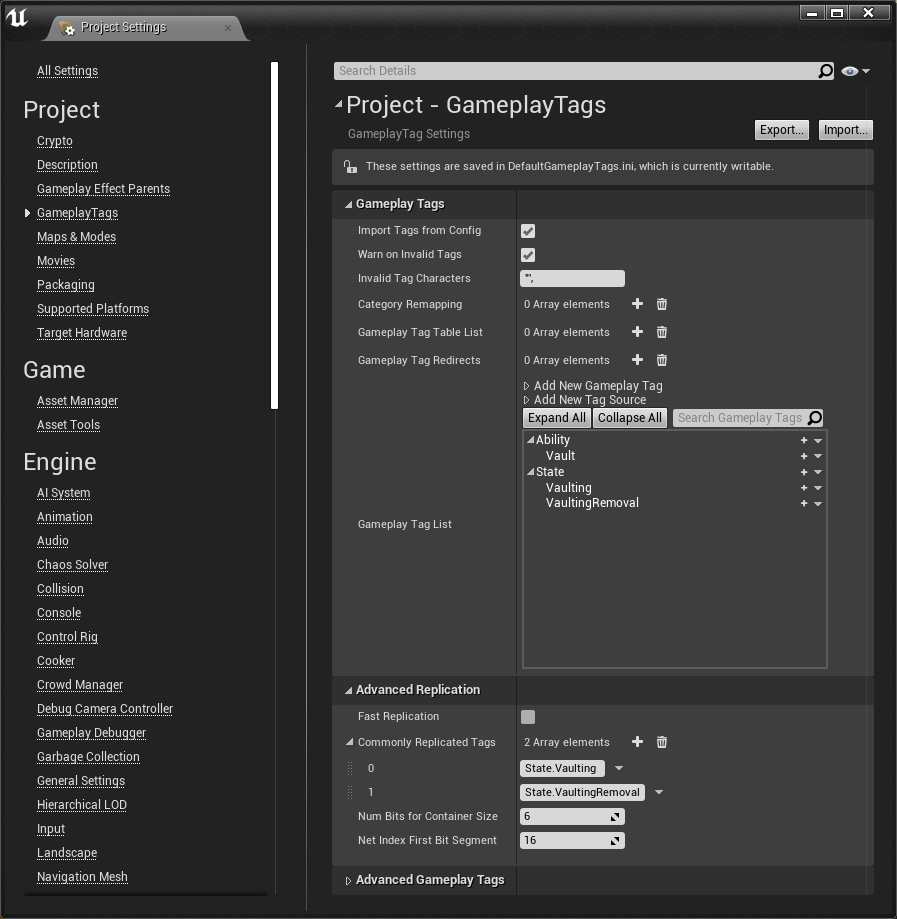 Project Settings
All Settings
Project
Crypto
Description
Gameplay Effect Parents
GameplayTags
Maps & Modes
Movies
Packaging
Supported Platforms
Target Hardware
Game
Asset Manager
Asset Tools
Engine
AI System
Animation
Audio
Chaos Solver
Collision
Console
Control Rig
Cooker
Crowd Manager
Debug Camera Controller
Gameplay Debugger
Garbage Collection
General Settings
Hierarchical LOD
Input
Landscape
Navigation Mesh
Search Details
Project - GameplayTags
GameplayTag Settings
Export... Import...
These settings are saved in DefaultGameplayTags.ini, which is currently writable.
Gameplay Tags
Import Tags from Config
Warn on Invalid Tags
Invalid Tag Characters "',
Category Remapping 0 Array elements
Gameplay Tag Table List 0 Array elements
Gameplay Tag Redirects 0 Array elements
Add New Gameplay Tag
Add New Tag Source
Expand All Collapse All Search Gameplay Tags
Ability
Vault
State
Vaulting
VaultingRemoval
Gameplay Tag List
Advanced Replication
Fast Replication
Commonly Replicated Tags 2 Array elements
0 State.Vaulting
1 State.VaultingRemoval
Num Bits for Container Size 6
Net Index First Bit Segment 16
Advanced Gameplay Tags